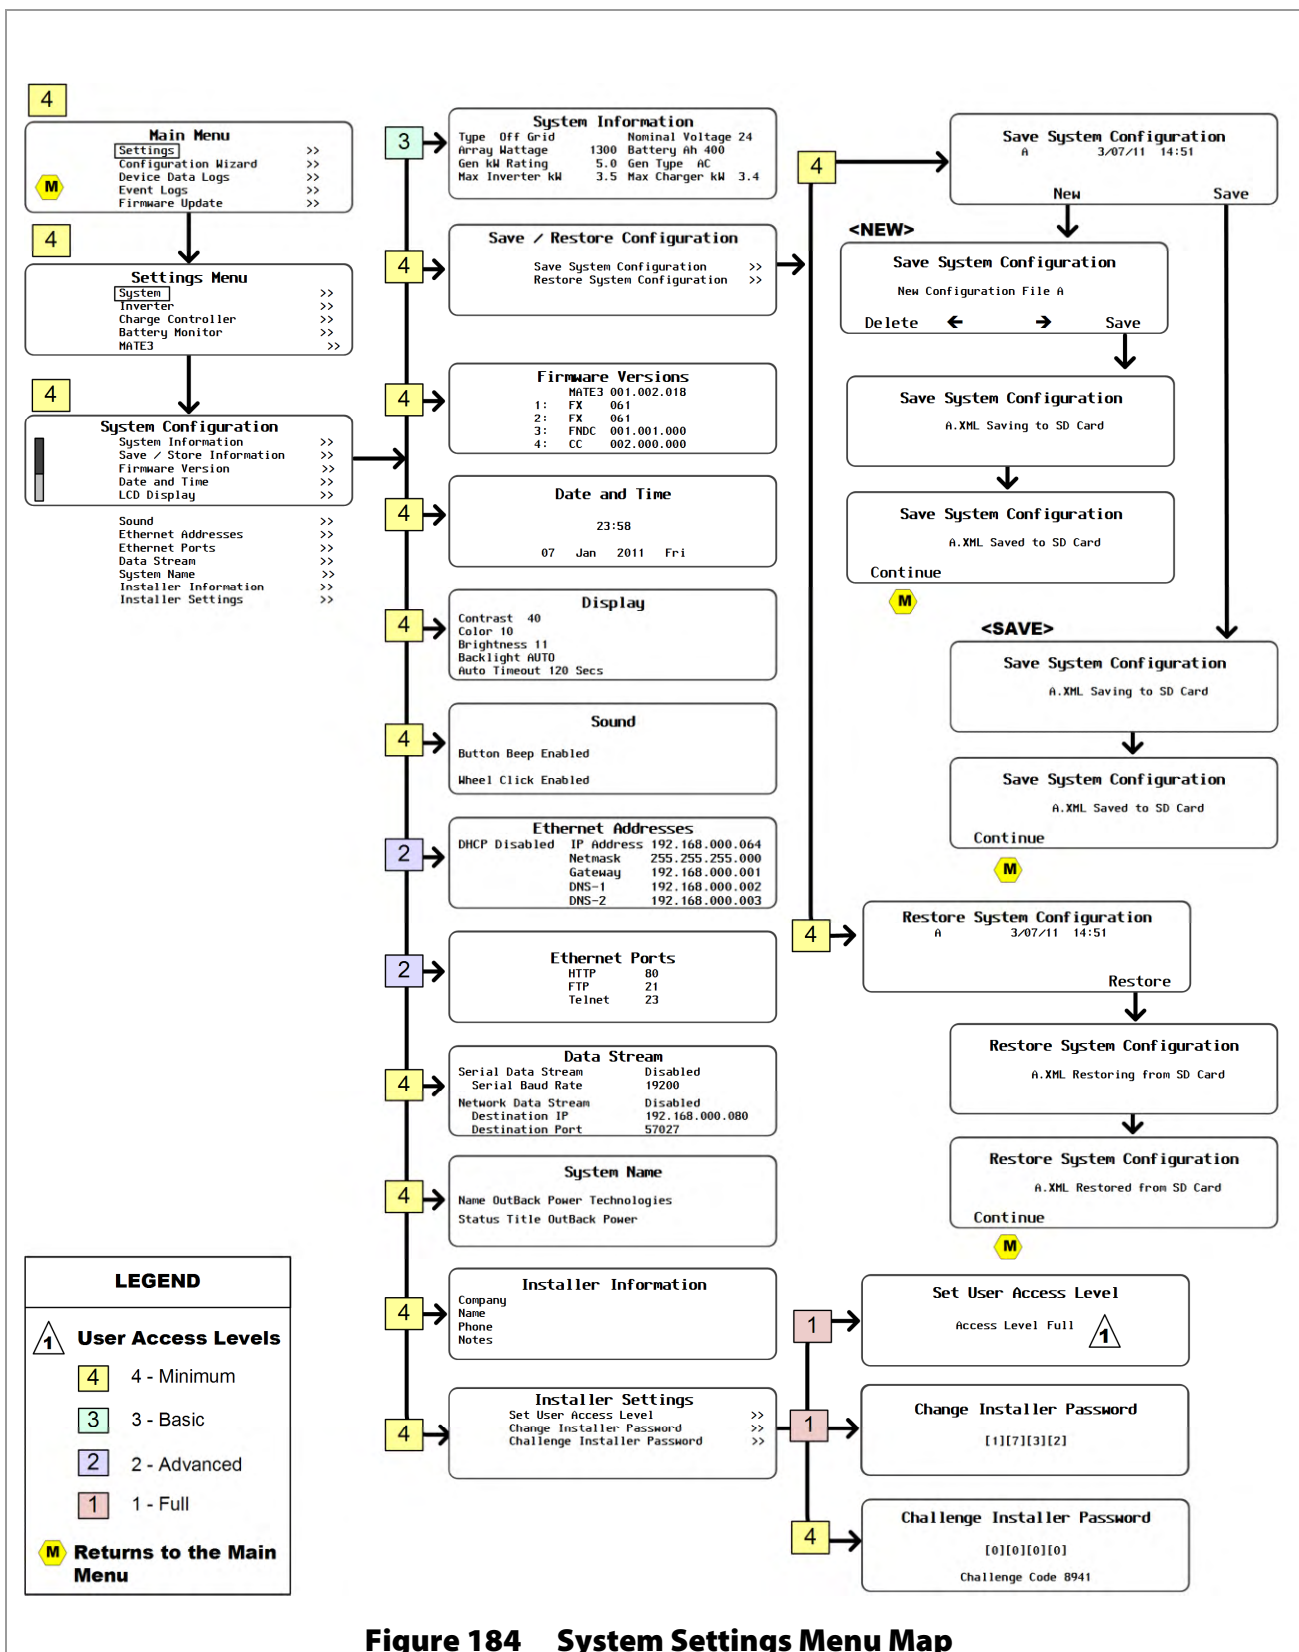 4
Main Menu
Settings >>
Configuration Wizard >>
Device Data Logs >>
Event Logs >>
Firmware Update >>
M
4
Settings Menu
System >>
Inverter >>
Charge Controller >>
Battery Monitor >>
MATE3 >>
4
System Configuration
System Information >>
Save / Store Information >>
Firmware Version >>
Date and Time >>
LCD Display >>
Sound >>
Ethernet Addresses >>
Ethernet Ports >>
Data Stream >>
System Name >>
Installer Information >>
Installer Settings >>
3
System Information
Type Off Grid Nominal Voltage 24
Array Wattage 1300 Battery Ah 400
Gen kW Rating 5.0 Gen Type AC
Max Inverter kW 3.5 Max Charger kW 3.4
4
Save / Restore Configuration
Save System Configuration >>
Restore System Configuration >>
4
Firmware Versions
MATE3 001.002.018
1: FX 061
2: FX 061
3: FNDC 001.001.000
4: CC 002.000.000
4
Date and Time
23:58
07 Jan 2011 Fri
4
Display
Contrast 40
Color 10
Brightness 11
Backlight AUTO
Auto Timeout 120 Secs
4
Sound
Button Beep Enabled
Wheel Click Enabled
2
Ethernet Addresses
DHCP Disabled IP Address 192.168.000.064
Netmask 255.255.255.000
Gateway 192.168.000.001
DNS-1 192.168.000.002
DNS-2 192.168.000.003
2
Ethernet Ports
HTTP 80
FTP 21
Telnet 23
4
Data Stream
Serial Data Stream Disabled
Serial Baud Rate 19200
Network Data Stream Disabled
Destination IP 192.168.000.080
Destination Port 57027
4
System Name
Name OutBack Power Technologies
Status Title OutBack Power
4
Installer Information
Company
Name
Phone
Notes
4
Installer Settings
Set User Access Level >>
Change Installer Password >>
Challenge Installer Password >>
4
Save System Configuration
A 3/07/11 14:51
New Save
<NEW>
Save System Configuration
New Configuration File A
Delete ← → Save
Save System Configuration
A.XML Saving to SD Card
Save System Configuration
A.XML Saved to SD Card
Continue
M
<SAVE>
Save System Configuration
A.XML Saving to SD Card
Save System Configuration
A.XML Saved to SD Card
Continue
M
4
Restore System Configuration
A 3/07/11 14:51
Restore
Restore System Configuration
A.XML Restoring from SD Card
Restore System Configuration
A.XML Restored from SD Card
Continue
M
1
Set User Access Level
Access Level Full 1
1
Change Installer Password
[1][7][3][2]
4
Challenge Installer Password
[0][0][0][0]
Challenge Code 8941
LEGEND
1 User Access Levels
4 4 - Minimum
3 3 - Basic
2 2 - Advanced
1 1 - Full
M Returns to the Main
Menu
Figure 184 System Settings Menu Map